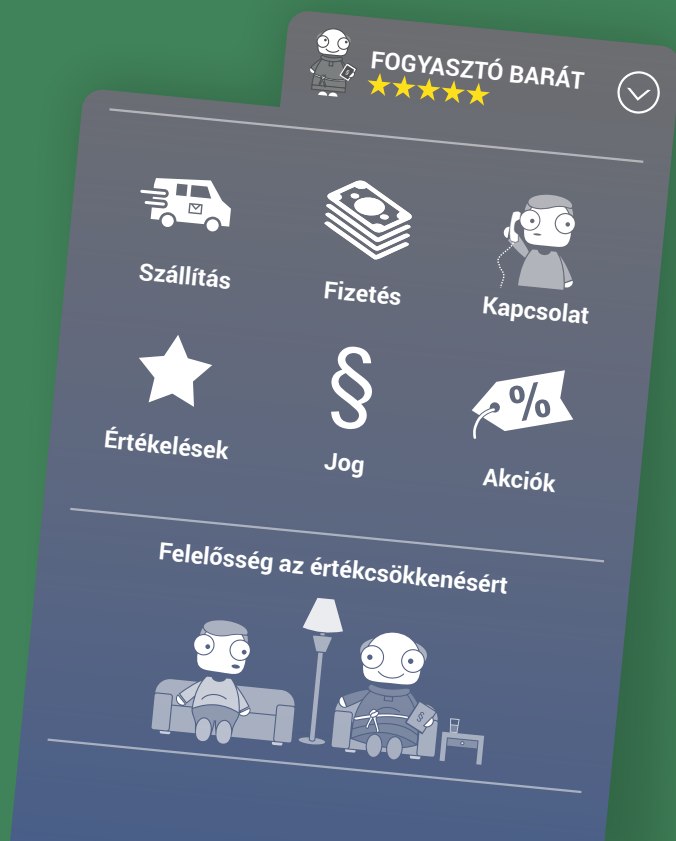 FOGYASZTÓ BARÁT
Szállítás
Fizetés
Kapcsolat
§
%
Értékelések
Jog
Akciók
Felelősség az értékcsökkenésért
§